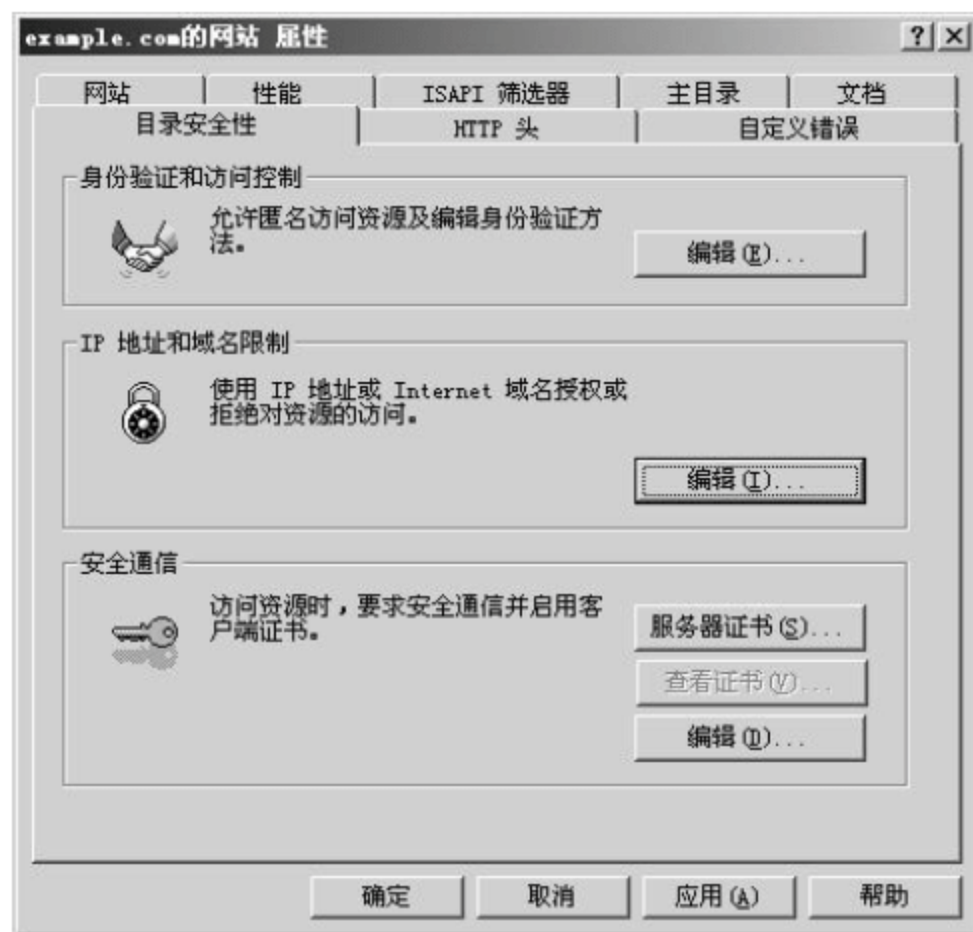 example.com的网站 属性
网站 性能 ISAPI 筛选器 主目录 文档
目录安全性 HTTP 头 自定义错误
身份验证和访问控制
允许匿名访问资源及编辑身份验证方
法。
编辑(E)...
IP 地址和域名限制
使用 IP 地址或 Internet 域名授权或
拒绝对资源的访问。
编辑(I)...
安全通信
访问资源时，要求安全通信并启用客
户端证书。
服务器证书(S)...
查看证书(V)...
编辑(D)...
确定 取消 应用(A) 帮助